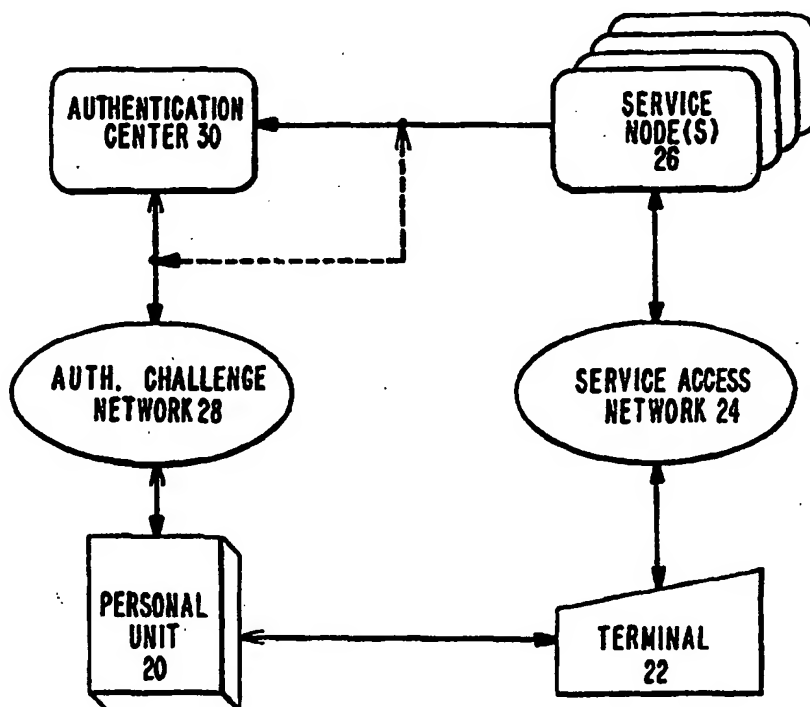 AUTHENTICATION
CENTER 30
SERVICE
NODE(S)
26
AUTH. CHALLENGE
NETWORK 28
SERVICE ACCESS
NETWORK 24
PERSONAL
UNIT
20
TERMINAL
22